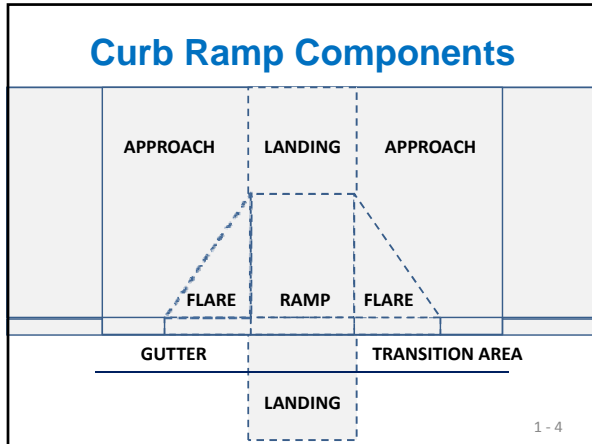 Curb Ramp Components
APPROACH LANDING APPROACH
FLARE RAMP FLARE
GUTTER TRANSITION AREA
LANDING
1 - 4